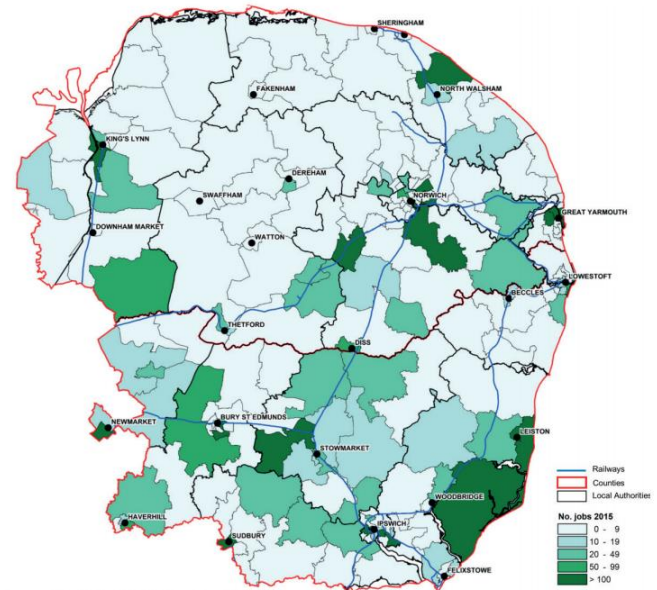 SHERINGHAM
FAKENHAM
NORTH WALSHAM
KING'S LYNN
DEREHAM
SWAFFHAM
NORWICH
GREAT YARMOUTH
DOWNHAM MARKET
WATTON
LOWESTOFT
BECCLES
THETFORD
DISS
NEWMARKET
BURY ST EDMUNDS
LEISTON
STOWMARKET
Railways
Counties
Local Authorities
WOODBRIDGE
HAVERHILL
IPSWICH
SUDBURY
FELIXSTOWE
No. jobs 2015
0 - 9
10 - 19
20 - 49
50 - 99
> 100